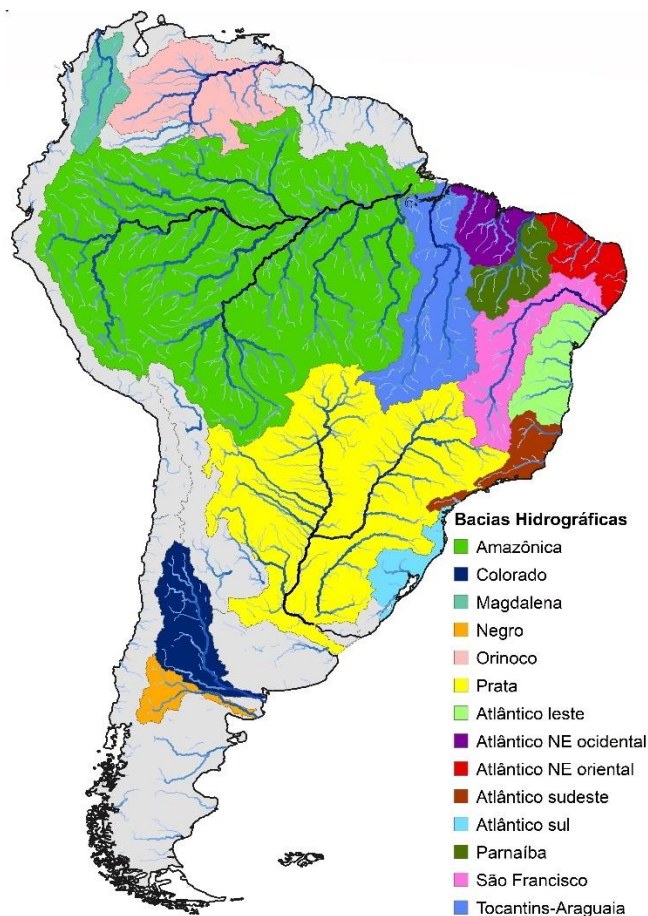 Bacias Hidrográficas
Amazônica
Colorado
Magdalena
Negro
Orinoco
Prata
Atlântico leste
Atlântico NE ocidental
Atlântico NE oriental
Atlântico sudeste
Atlântico sul
Parnaíba
São Francisco
Tocantins-Araguaia